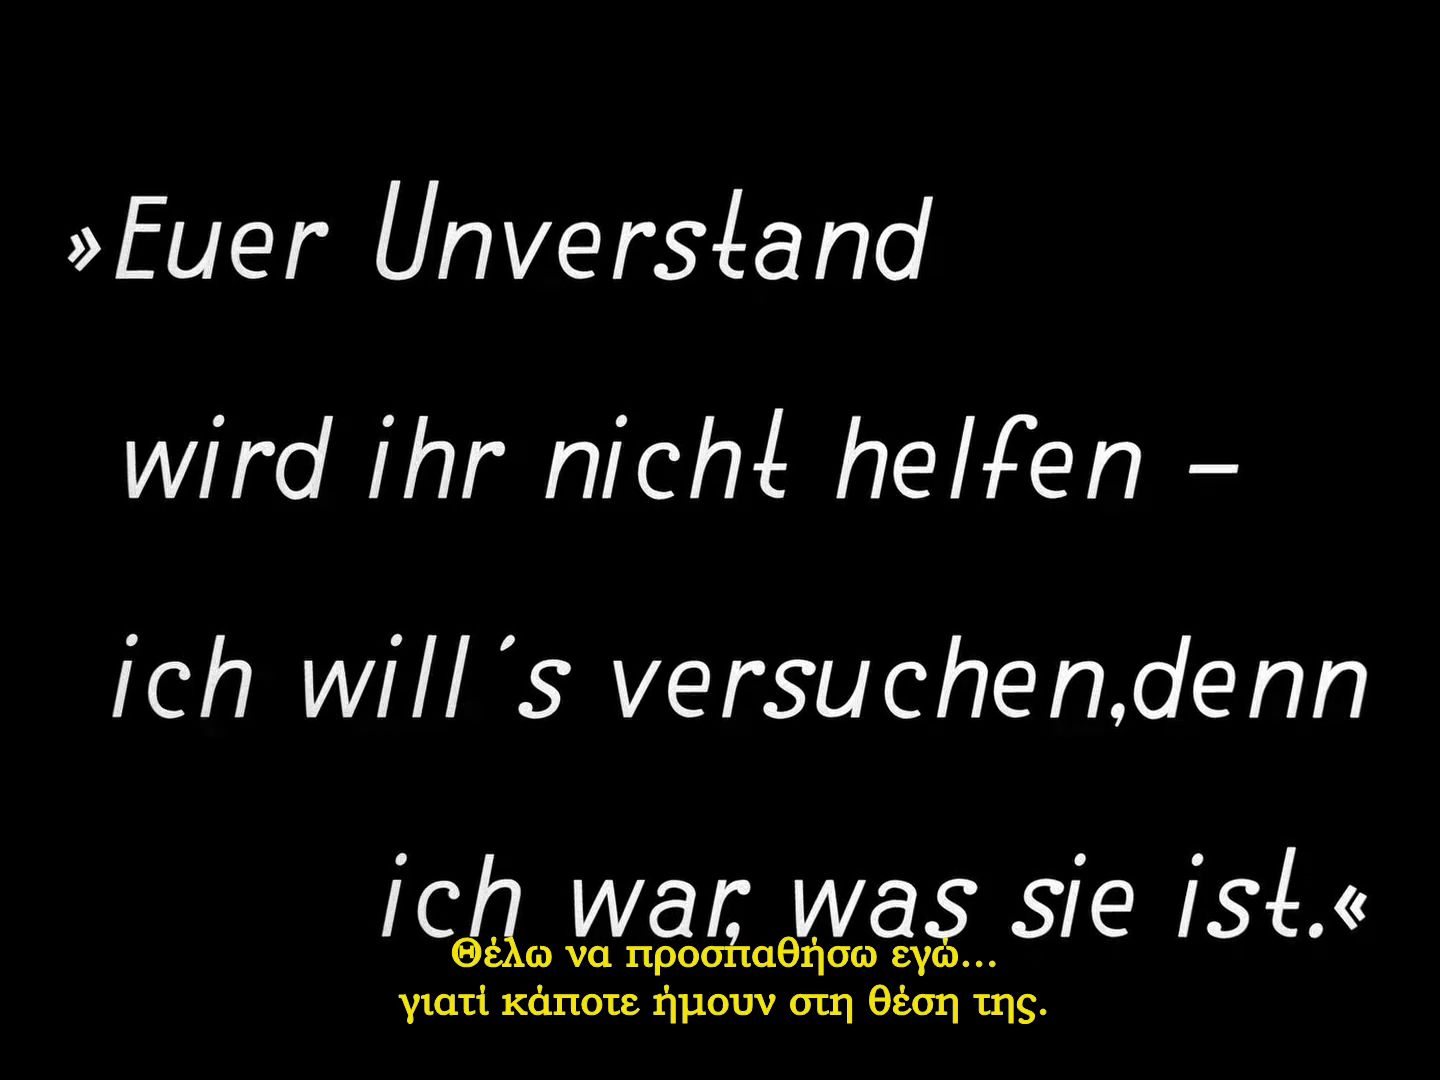 »Euer Unverstand
wird ihr nicht helfen –
ich will´s versuchen, denn
ich war, was sie ist.«
Θέλω να προσπαθήσω εγώ...
γιατί κάποτε ήμουν στη θέση της.